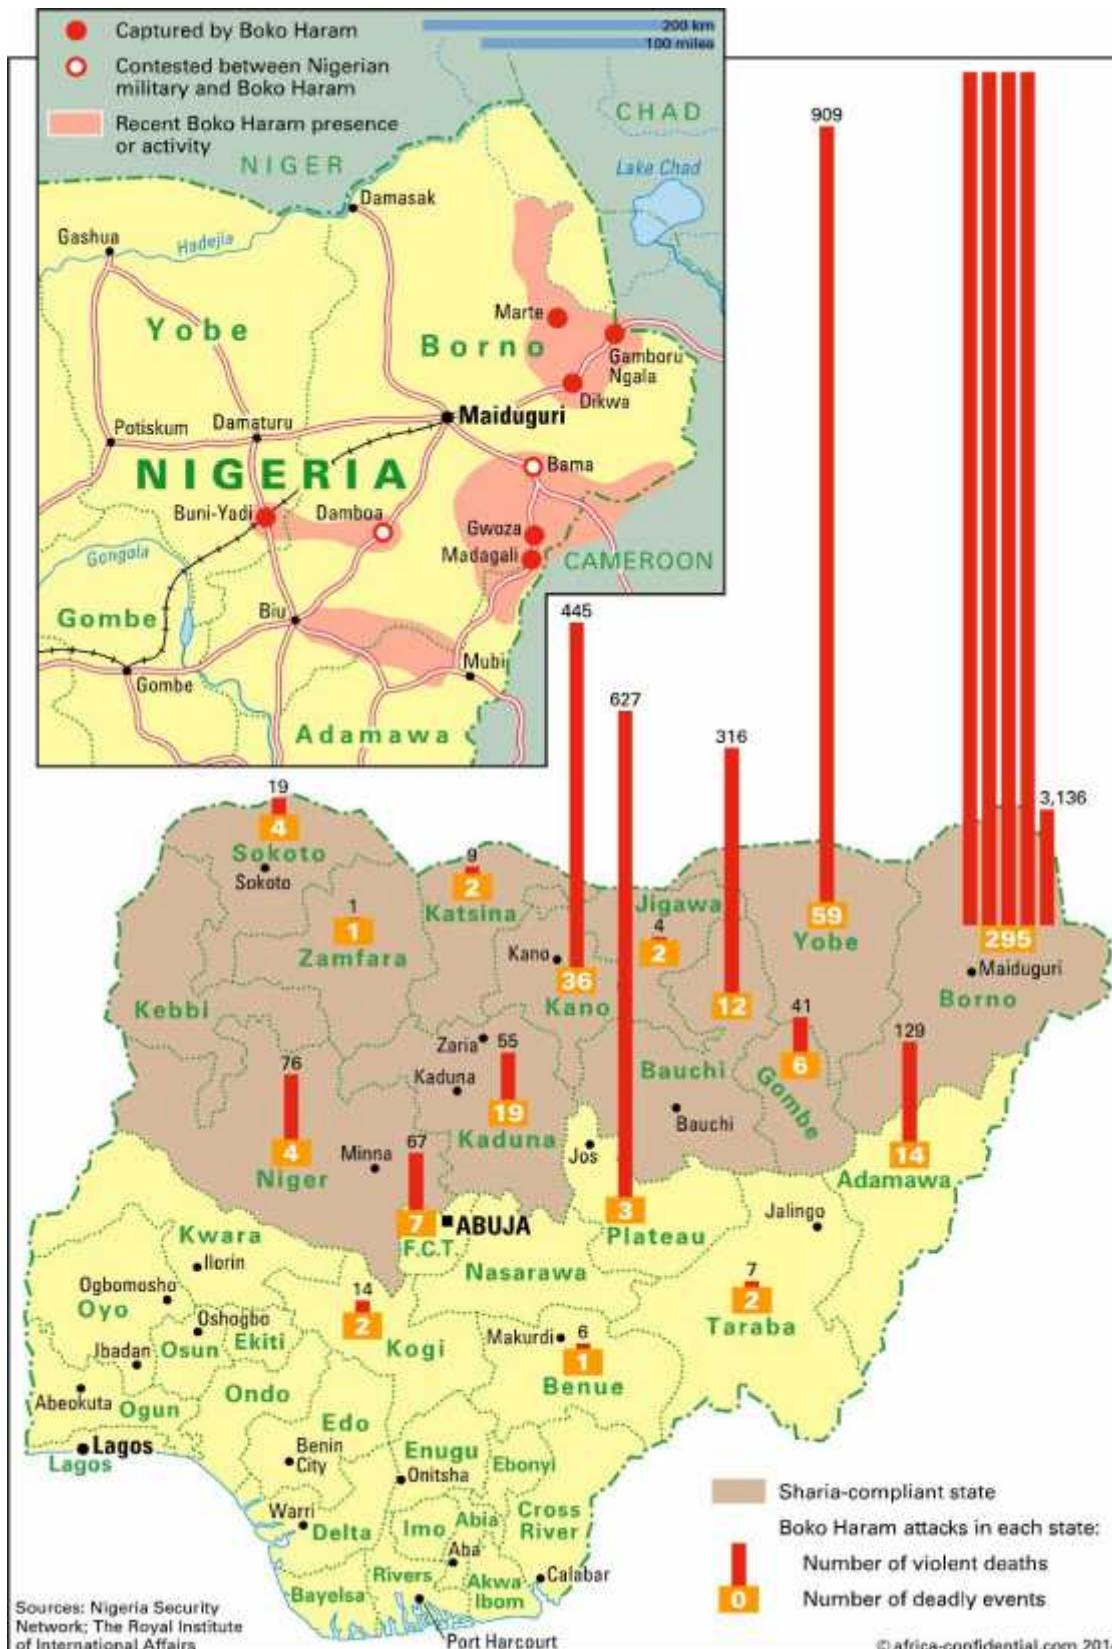 Captured by Boko Haram
Contested between Nigerian
military and Boko Haram
Recent Boko Haram presence
or activity
200 km
100 miles
CHAD
NIGER
Lake Chad
Damasak
Gashua
Hadejia
Yobe
Marte
Borno
Gamboru
Ngala
Dikwa
Maiduguri
Potiskum
Damaturu
NIGERIA
Bama
Buni-Yadi
Damboa
Gwoza
Madagali
CAMEROON
Gongola
Gombe
Biu
Mubi
Gombe
Adamawa
909
445
627
316
3,136
19
4
Sokoto
Sokoto
9
2
Katsina
1
1
Zamfara
Jigawa
4
2
59
Yobe
295
Maiduguri
Borno
Kano
36
Kano
12
Kebbi
Zaria
55
Kaduna
19
Kaduna
Bauchi
Bauchi
41
6
Gombe
129
14
Adamawa
76
4
Niger
Minna
67
7
F.C.T.
ABUJA
Jos
3
Plateau
Jalingo
Nasarawa
Kwara
Ilorin
Ogbomosho
Oyo
Oshogbo
Osun
Ekiti
Ibadan
14
2
Kogi
7
2
Taraba
Makurdi
6
1
Benue
Abeokuta
Ogun
Ondo
Edo
Lagos
Lagos
Benin
City
Enugu
Onitsha
Ebonyi
Cross
River
Warri
Delta
Imo
Abia
Aba
Bayelsa
Rivers
Akwa
Ibom
Calabar
Port Harcourt
Sharia-compliant state
Boko Haram attacks in each state:
Number of violent deaths
0
Number of deadly events
Sources: Nigeria Security
Network; The Royal Institute
of International Affairs
© africa-confidential.com